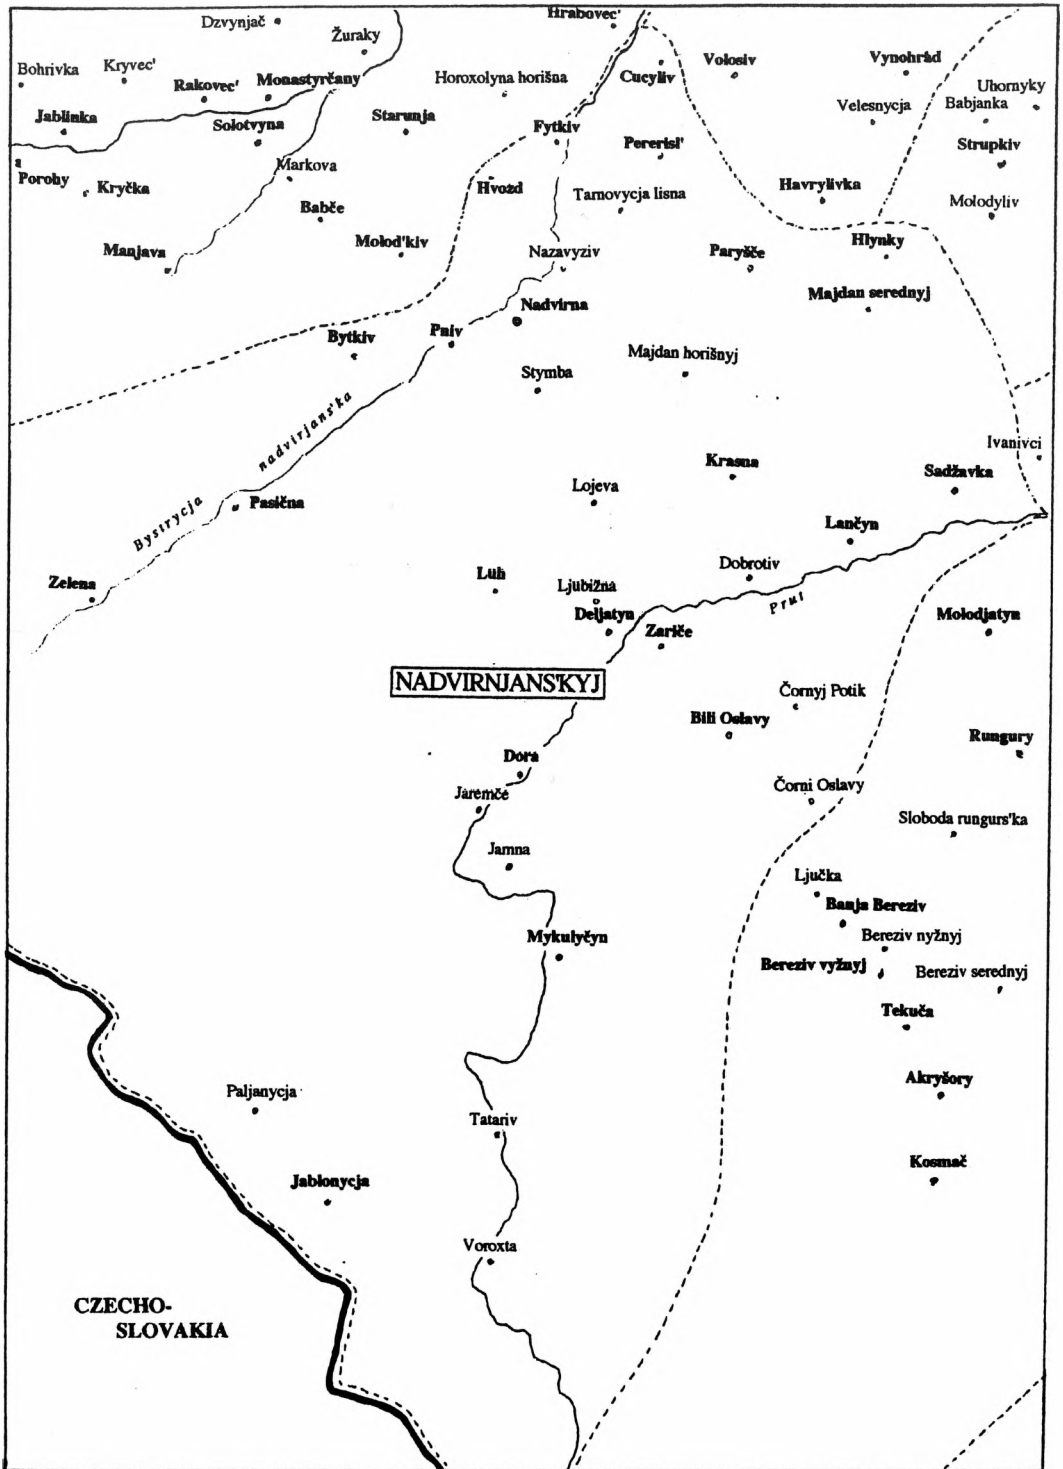 Hrabovec'
Dzvynjač
Žuraky
Bohrivka
Kryvec'
Rakovec'
Monastyrčany
Horoxolyna horišna
Cucyliv
Volosiv
Vynohrád
Uhornyky
Jablinka
Solotvyna
Starunja
Fytkiv
Velesnycja
Babjanka
Pererisl'
Strupkiv
Porohy
Kryčka
Markova
Hvozd
Tarnovycja lisna
Havrylivka
Molodyliv
Babče
Manjava
Molod'kiv
Nazavyziv
Paryšče
Hlynky
Majdan serednyj
Nadvirna
Bytkiv
Pniv
Stymba
Majdan horišnyj
Bystrycja nadvirjans'ka
Ivanivci
Krasna
Sadžavka
Pasična
Lojeva
Lančyn
Zelena
Luh
Ljubižna
Dobrotiv
Prut
Deljatyn
Zariče
Molodjatyn
NADVIRNJANS'KYJ
Čornyj Potik
Bili Oslavy
Rungury
Dora
Jaremče
Čorni Oslavy
Sloboda rungurs'ka
Jamna
Ljučka
Banja Bereziv
Mykulyčyn
Bereziv nyžnyj
Bereziv vyžnyj
Bereziv serednyj
Tekuča
Akryšory
Paljanycja
Tatariv
Kosmač
Jablonycja
Voroxta
CZECHO-
SLOVAKIA